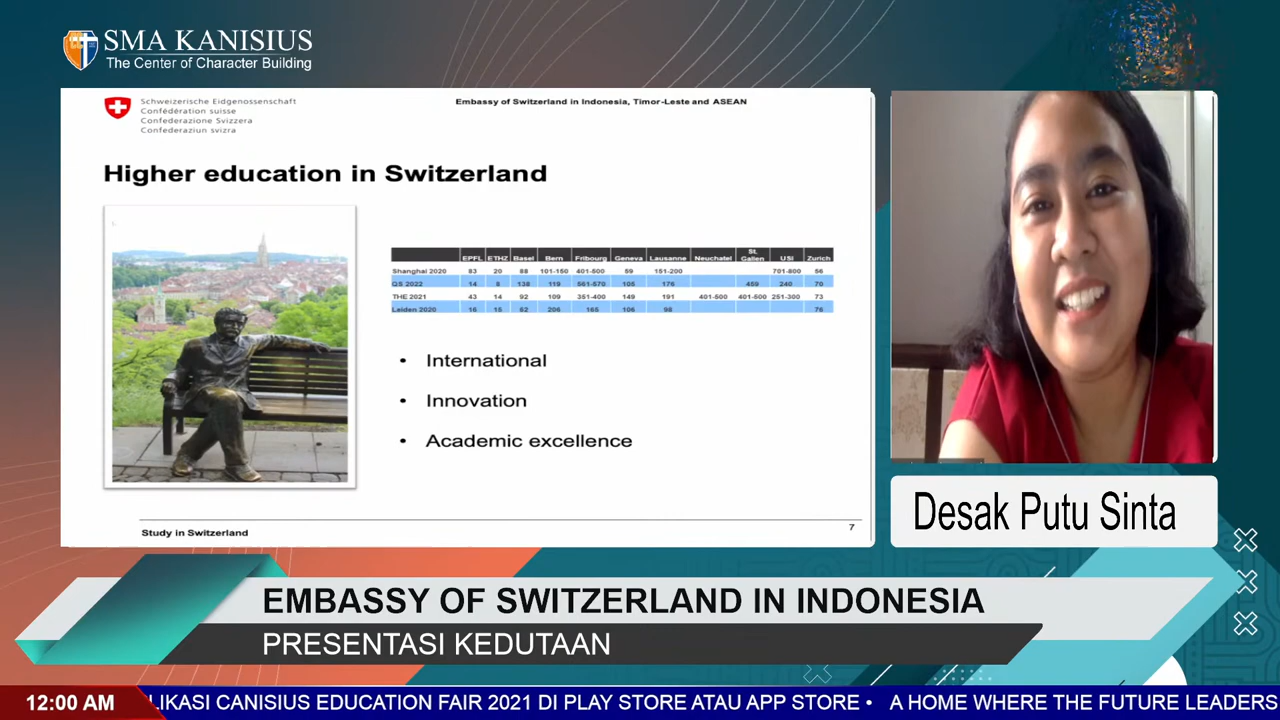 SMA KANISIUS
The Center of Character Building
Schweizerische Eidgenossenschaft
Confédération suisse
Confederazione Svizzera
Confederaziun svizra
Embassy of Switzerland in Indonesia, Timor-Leste and ASEAN
Higher education in Switzerland
EPFL ETHZ Basel Bern Fribourg Geneva Lausanne Neuchatel St. Gallen USI Zurich
Shanghai 2020 83 20 88 101-150 401-500 59 151-200 701-800 56
QS 2022 14 8 138 119 561-570 105 176 459 240 70
THE 2021 43 14 92 109 351-400 149 191 401-500 401-500 251-300 73
Leiden 2020 16 15 52 206 165 106 98 76
• International
• Innovation
• Academic excellence
Study in Switzerland
7
Desak Putu Sinta
EMBASSY OF SWITZERLAND IN INDONESIA
PRESENTASI KEDUTAAN
12:00 AM LIKASI CANISIUS EDUCATION FAIR 2021 DI PLAY STORE ATAU APP STORE • A HOME WHERE THE FUTURE LEADERS